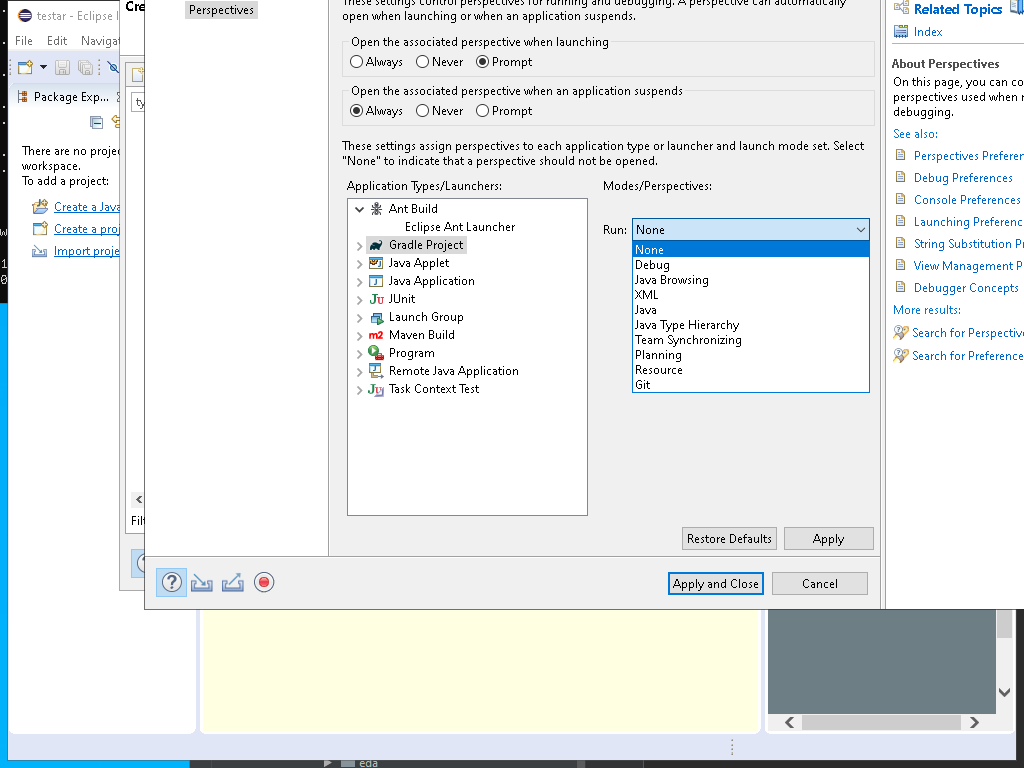 testar - Eclipse I
File Edit Naviga
Package Exp...
There are no proje
workspace.
To add a project:
Create a Java
Create a proj
Import proje
Cre
ty
Filt
Perspectives
These settings control perspectives for running and debugging. A perspective can automatically
open when launching or when an application suspends.
Open the associated perspective when launching
Always Never Prompt
Open the associated perspective when an application suspends
Always Never Prompt
These settings assign perspectives to each application type or launcher and launch mode set. Select
"None" to indicate that a perspective should not be opened.
Application Types/Launchers:
Ant Build
Eclipse Ant Launcher
Gradle Project
Java Applet
Java Application
JUnit
Launch Group
Maven Build
Program
Remote Java Application
Task Context Test
Modes/Perspectives:
Run: None
None
Debug
Java Browsing
XML
Java
Java Type Hierarchy
Team Synchronizing
Planning
Resource
Git
Restore Defaults Apply
Apply and Close Cancel
Related Topics
Index
About Perspectives
On this page, you can co
perspectives used when r
debugging.
See also:
Perspectives Preferen
Debug Preferences
Console Preferences
Launching Preferenc
String Substitution Pr
View Management P
Debugger Concepts
More results:
Search for Perspective
Search for Preference
eda